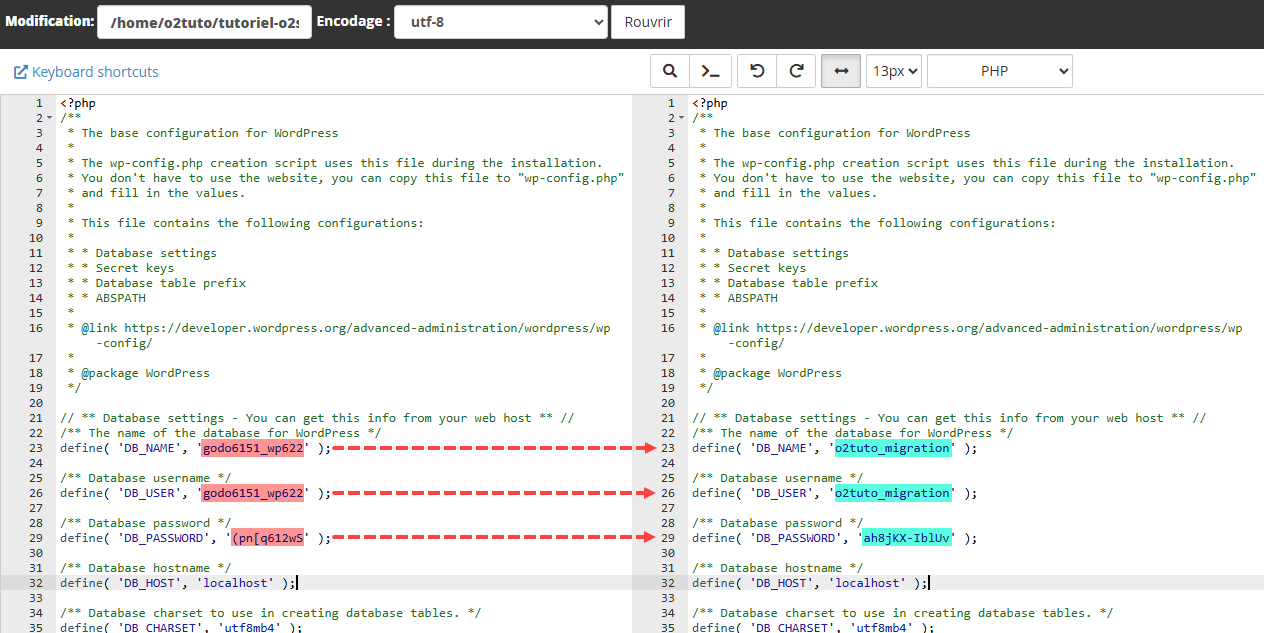 Modification: /home/o2tuto/tutoriel-o2s Encodage : utf-8 Rouvrir
Keyboard shortcuts 13px PHP
1 <?php
2 /**
3 * The base configuration for WordPress
4 *
5 * The wp-config.php creation script uses this file during the installation.
6 * You don't have to use the website, you can copy this file to "wp-config.php"
7 * and fill in the values.
8 *
9 * This file contains the following configurations:
10 *
11 * * Database settings
12 * * Secret keys
13 * * Database table prefix
14 * * ABSPATH
15 *
16 * @link https://developer.wordpress.org/advanced-administration/wordpress/wp
-config/
17 *
18 * @package WordPress
19 */
20
21 // ** Database settings - You can get this info from your web host ** //
22 /** The name of the database for WordPress */
23 define( 'DB_NAME', 'godo6151_wp622' );
24
25 /** Database username */
26 define( 'DB_USER', 'godo6151_wp622' );
27
28 /** Database password */
29 define( 'DB_PASSWORD', '(pn[q612wS' );
30
31 /** Database hostname */
32 define( 'DB_HOST', 'localhost' );
33
34 /** Database charset to use in creating database tables. */
35 define( 'DB_CHARSET', 'utf8mb4' );
1 <?php
2 /**
3 * The base configuration for WordPress
4 *
5 * The wp-config.php creation script uses this file during the installation.
6 * You don't have to use the website, you can copy this file to "wp-config.php"
7 * and fill in the values.
8 *
9 * This file contains the following configurations:
10 *
11 * * Database settings
12 * * Secret keys
13 * * Database table prefix
14 * * ABSPATH
15 *
16 * @link https://developer.wordpress.org/advanced-administration/wordpress/wp
-config/
17 *
18 * @package WordPress
19 */
20
21 // ** Database settings - You can get this info from your web host ** //
22 /** The name of the database for WordPress */
23 define( 'DB_NAME', 'o2tuto_migration' );
24
25 /** Database username */
26 define( 'DB_USER', 'o2tuto_migration' );
27
28 /** Database password */
29 define( 'DB_PASSWORD', 'ah8jKX-IblUv' );
30
31 /** Database hostname */
32 define( 'DB_HOST', 'localhost' );
33
34 /** Database charset to use in creating database tables. */
35 define( 'DB_CHARSET', 'utf8mb4' );